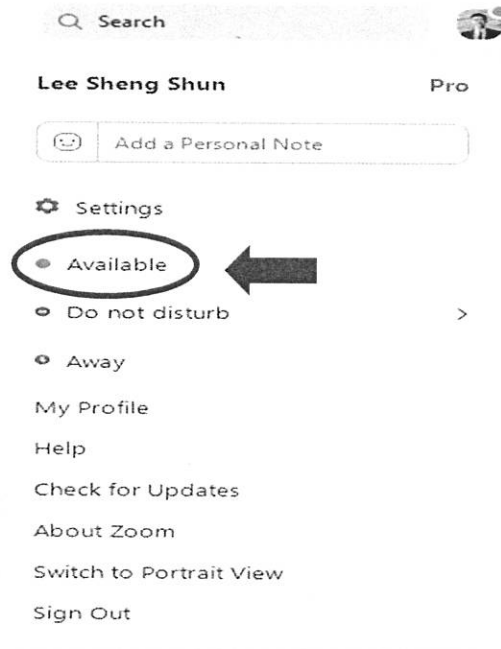 Search
Lee Sheng Shun Pro
Add a Personal Note
Settings
Available
Do not disturb
Away
My Profile
Help
Check for Updates
About Zoom
Switch to Portrait View
Sign Out